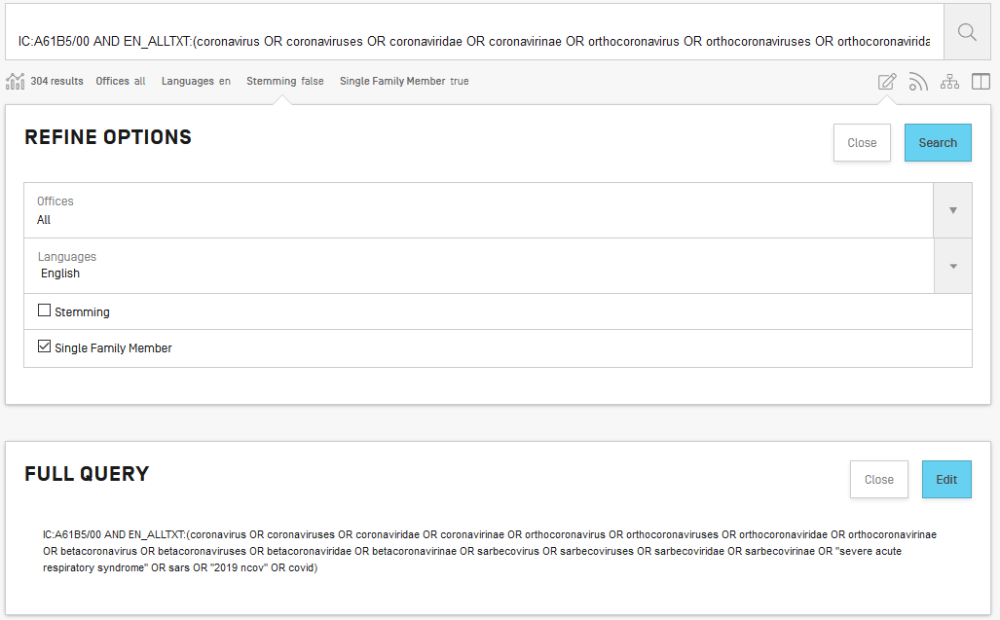 IC:A61B5/00 AND EN_ALLTXT:(coronavirus OR coronaviruses OR coronaviridae OR coronavirinae OR orthocoronavirus OR orthocoronaviruses OR orthocoronavirida
304 results Offices all Languages en Stemming false Single Family Member true
REFINE OPTIONS
Close Search
Offices
All
Languages
English
Stemming
Single Family Member
FULL QUERY
Close Edit
IC:A61B5/00 AND EN_ALLTXT:(coronavirus OR coronaviruses OR coronaviridae OR coronavirinae OR orthocoronavirus OR orthocoronaviruses OR orthocoronaviridae OR orthocoronavirinae
OR betacoronavirus OR betacoronaviruses OR betacoronaviridae OR betacoronavirinae OR sarbecovirus OR sarbecoviruses OR sarbecoviridae OR sarbecovirinae OR "severe acute
respiratory syndrome" OR sars OR "2019 ncov" OR covid)